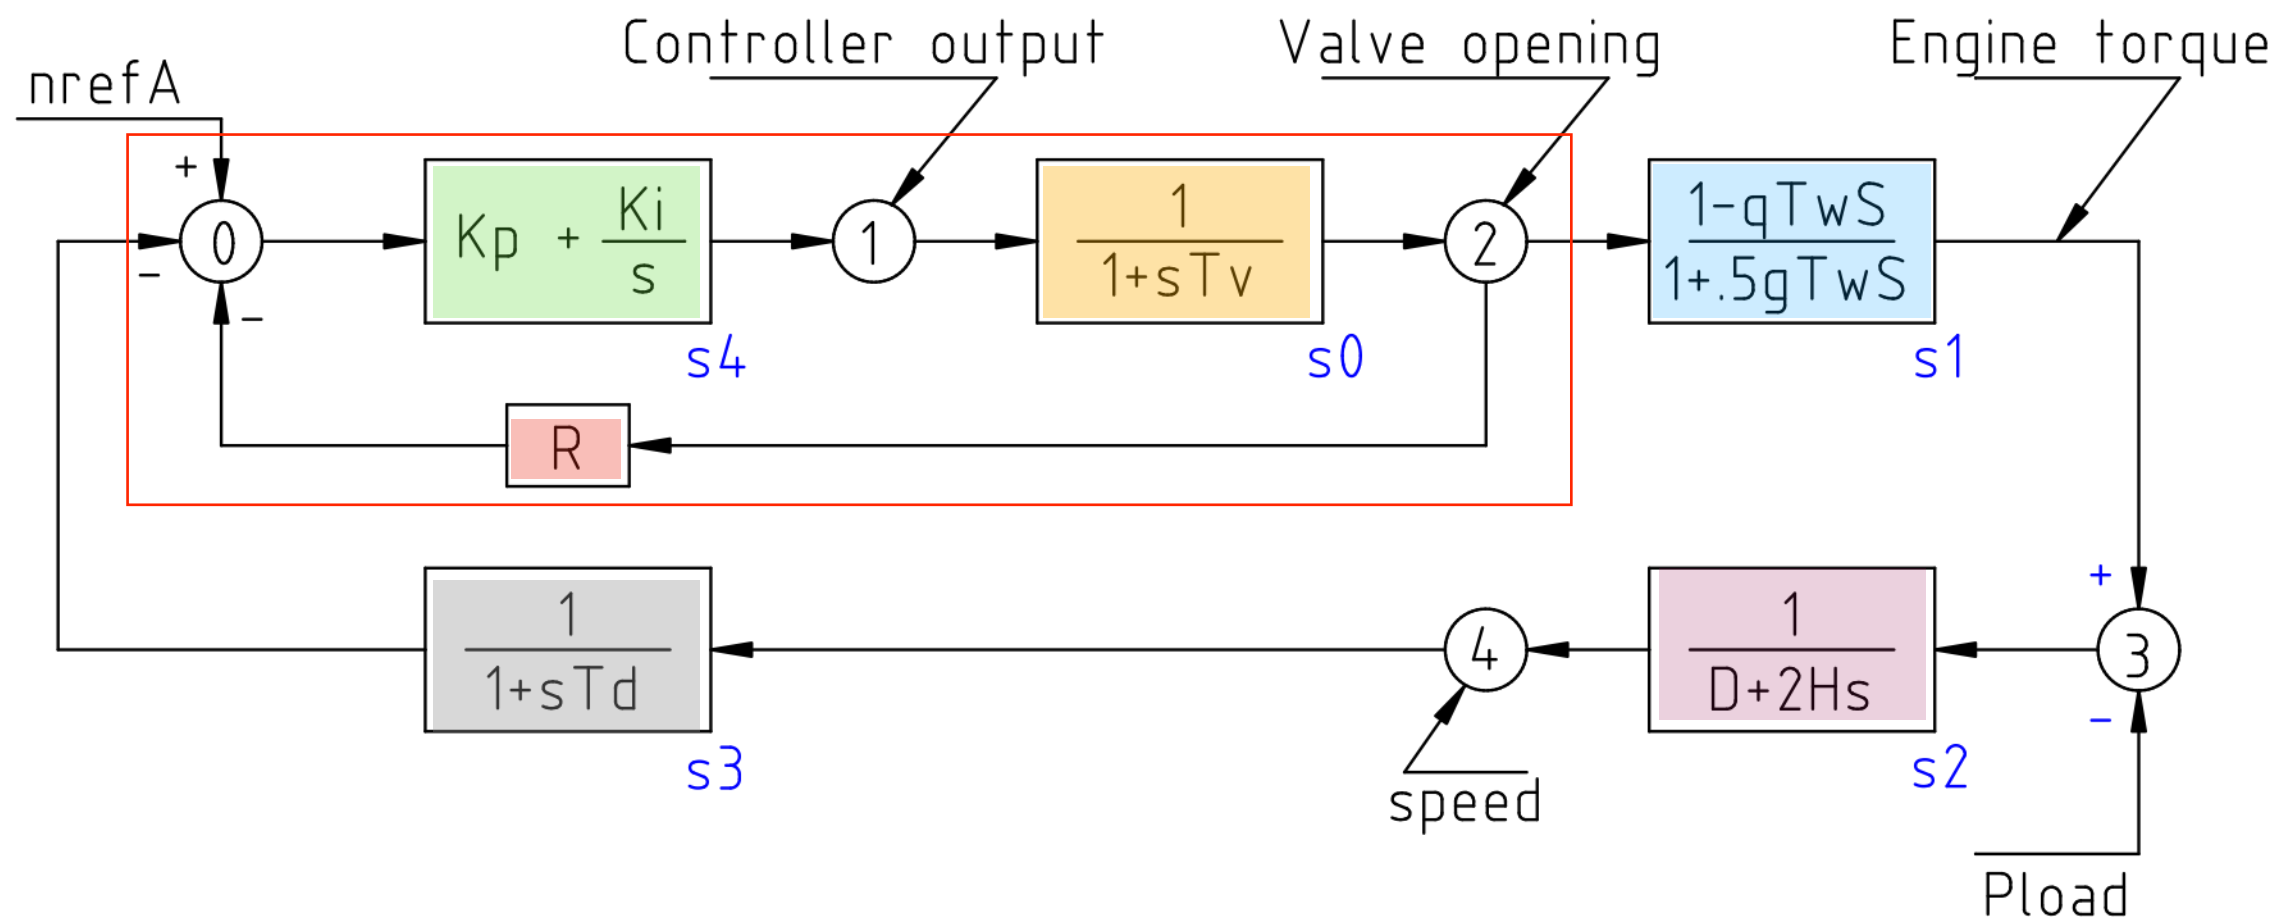 Controller output
Valve opening
Engine torque
nrefA
+
0
-
-
Kp + Ki
s
s4
1
1
1+sTv
s0
2
1-qTwS
1+.5gTwS
s1
R
1
1+sTd
s3
4
speed
1
D+2Hs
s2
+
3
-
Pload